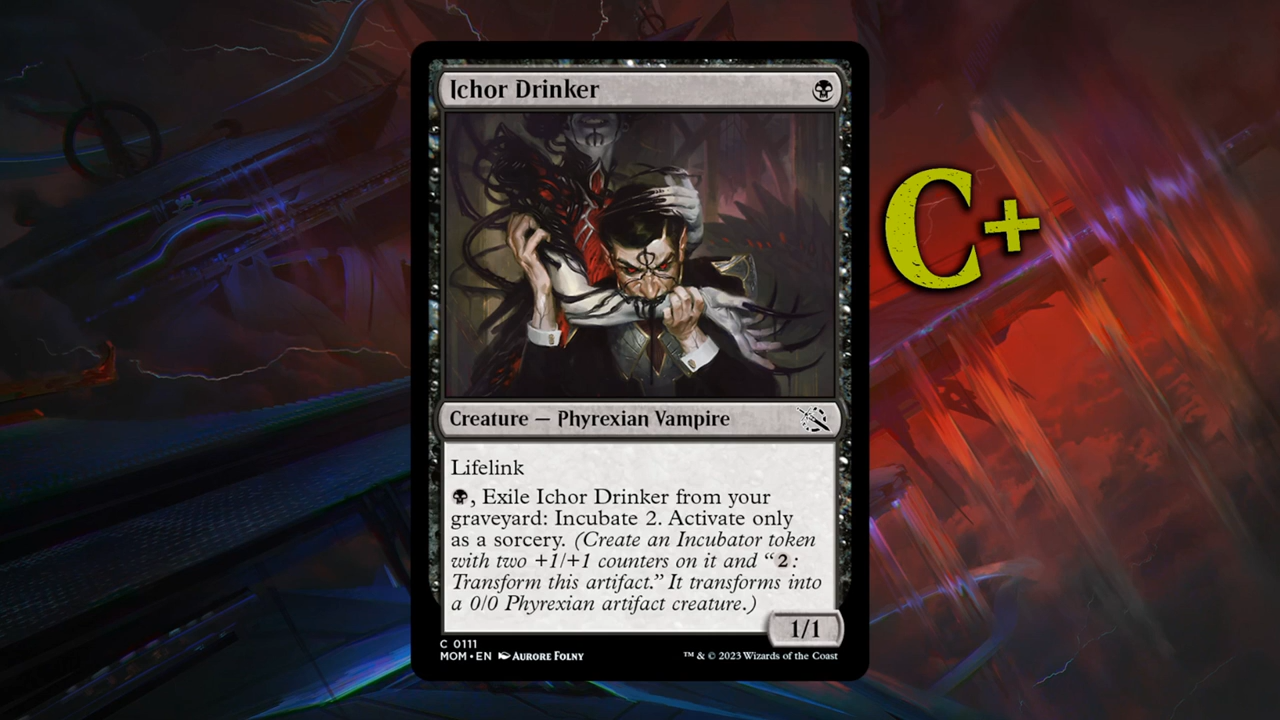 Ichor Drinker
C+
Creature — Phyrexian Vampire
Lifelink
, Exile Ichor Drinker from your
graveyard: Incubate 2. Activate only
as a sorcery. (Create an Incubator token
with two +1/+1 counters on it and “2:
Transform this artifact.” It transforms into
a 0/0 Phyrexian artifact creature.)
1/1
C 0111
MOM • EN AURORE FOLNY
™ & © 2023 Wizards of the Coast